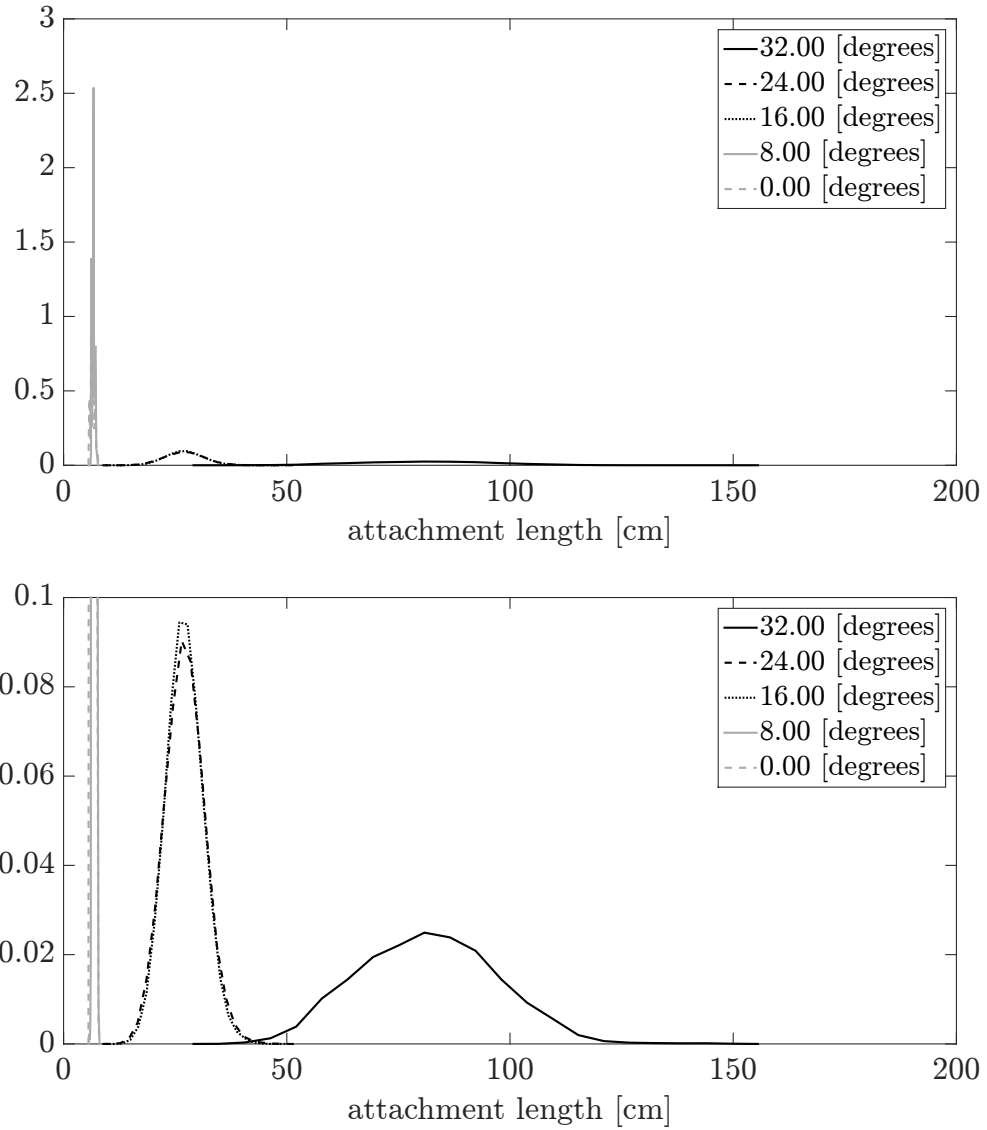 3
2.5
2
1.5
1
0.5
0
0 50 100 150 200
attachment length [cm]
32.00 [degrees]
24.00 [degrees]
16.00 [degrees]
8.00 [degrees]
0.00 [degrees]
0.1
0.08
0.06
0.04
0.02
0
0 50 100 150 200
attachment length [cm]
32.00 [degrees]
24.00 [degrees]
16.00 [degrees]
8.00 [degrees]
0.00 [degrees]